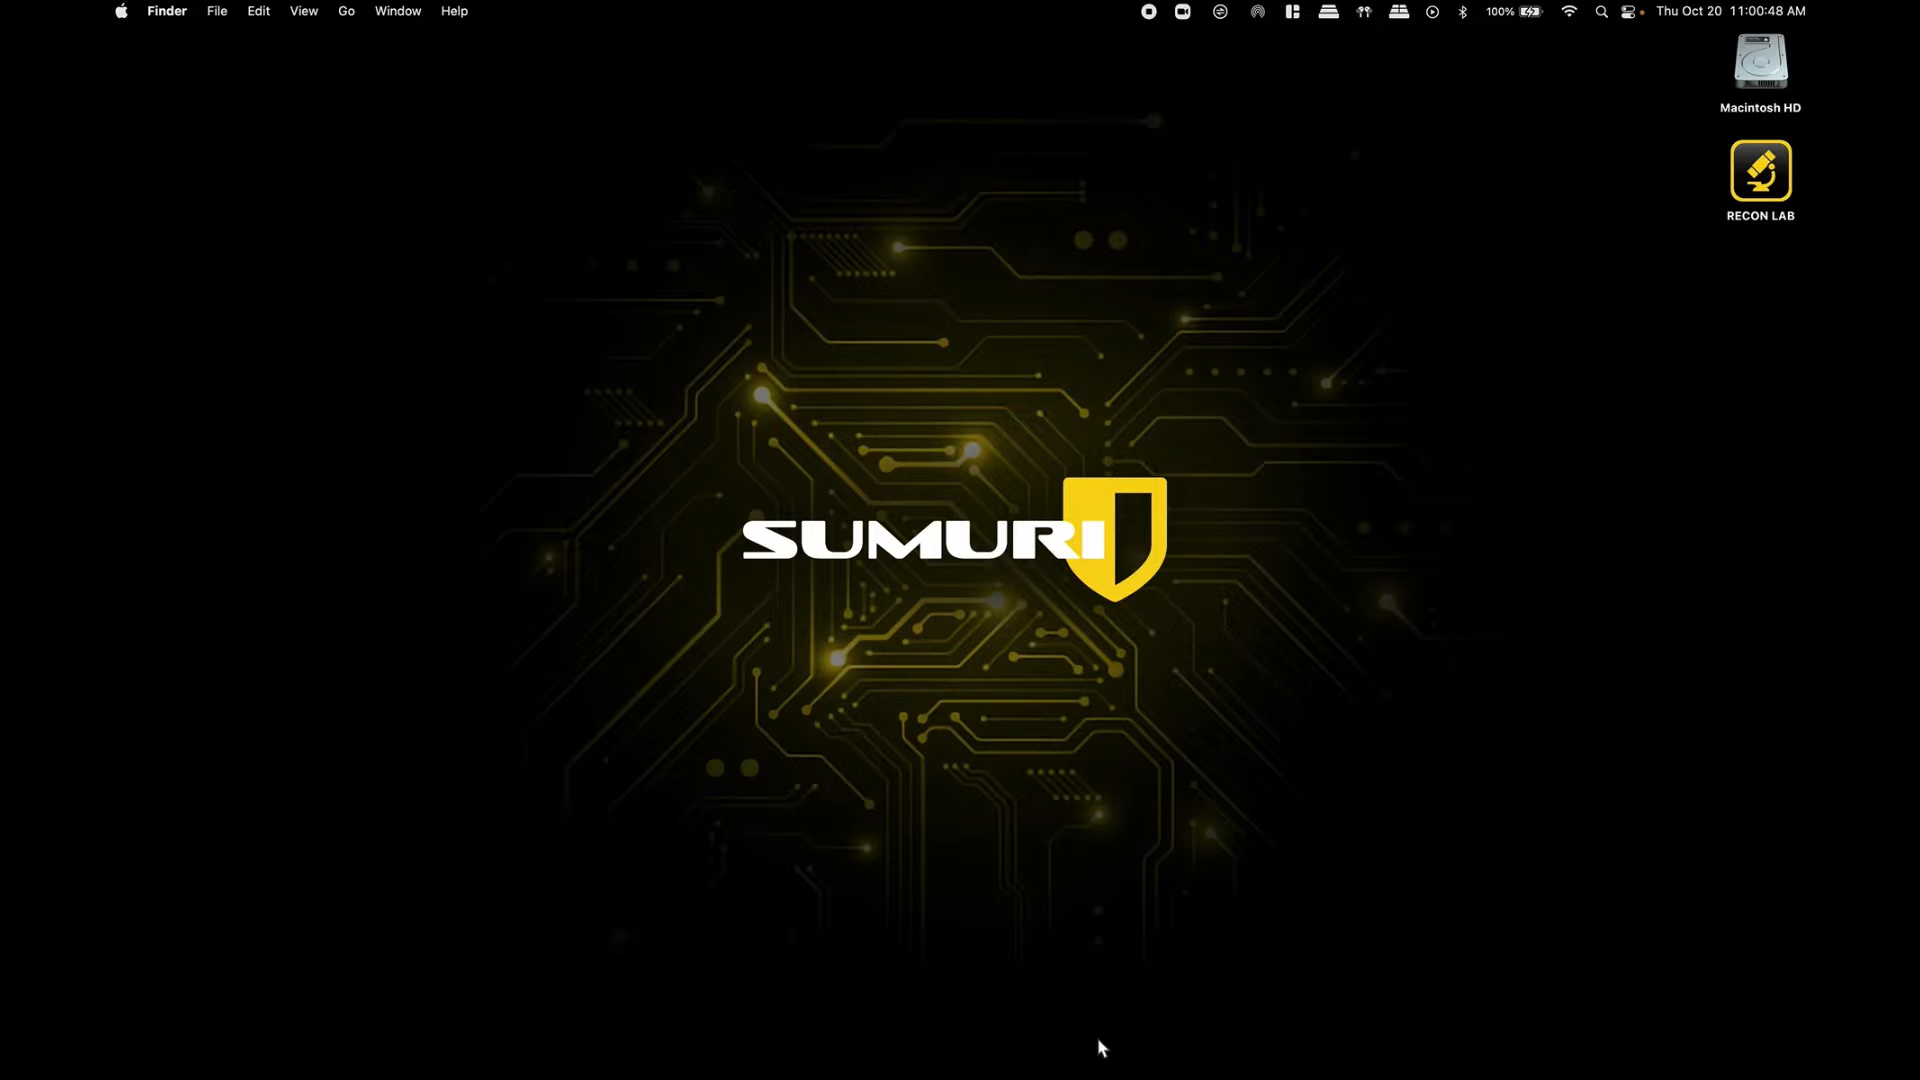 Finder File Edit View Go Window Help 100% Thu Oct 20 11:00:48 AM
Macintosh HD
RECON LAB
SUMURI